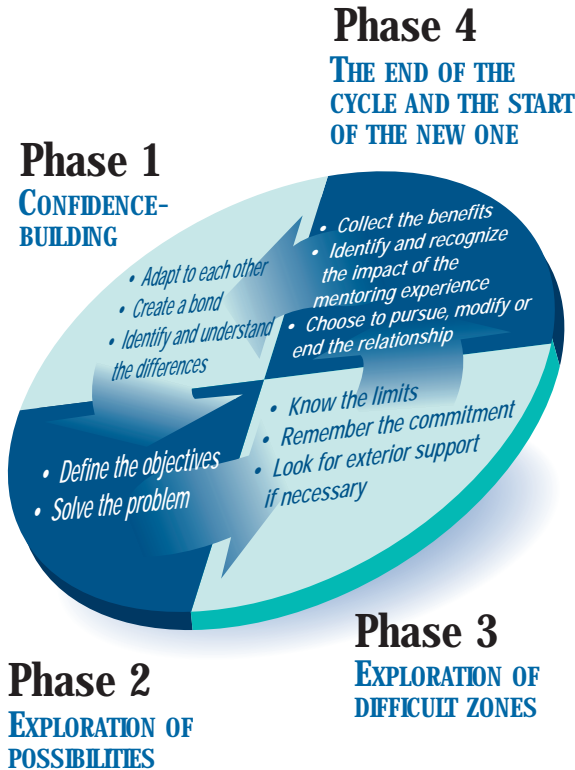 Phase 1
CONFIDENCE-
BUILDING
• Adapt to each other
• Create a bond
• Identify and understand
the differences
Phase 2
EXPLORATION OF
POSSIBILITIES
• Define the objectives
• Solve the problem
Phase 3
EXPLORATION OF
DIFFICULT ZONES
• Know the limits
• Remember the commitment
• Look for exterior support
if necessary
Phase 4
THE END OF THE
CYCLE AND THE START
OF THE NEW ONE
• Collect the benefits
• Identify and recognize
the impact of the
mentoring experience
• Choose to pursue, modify or
end the relationship